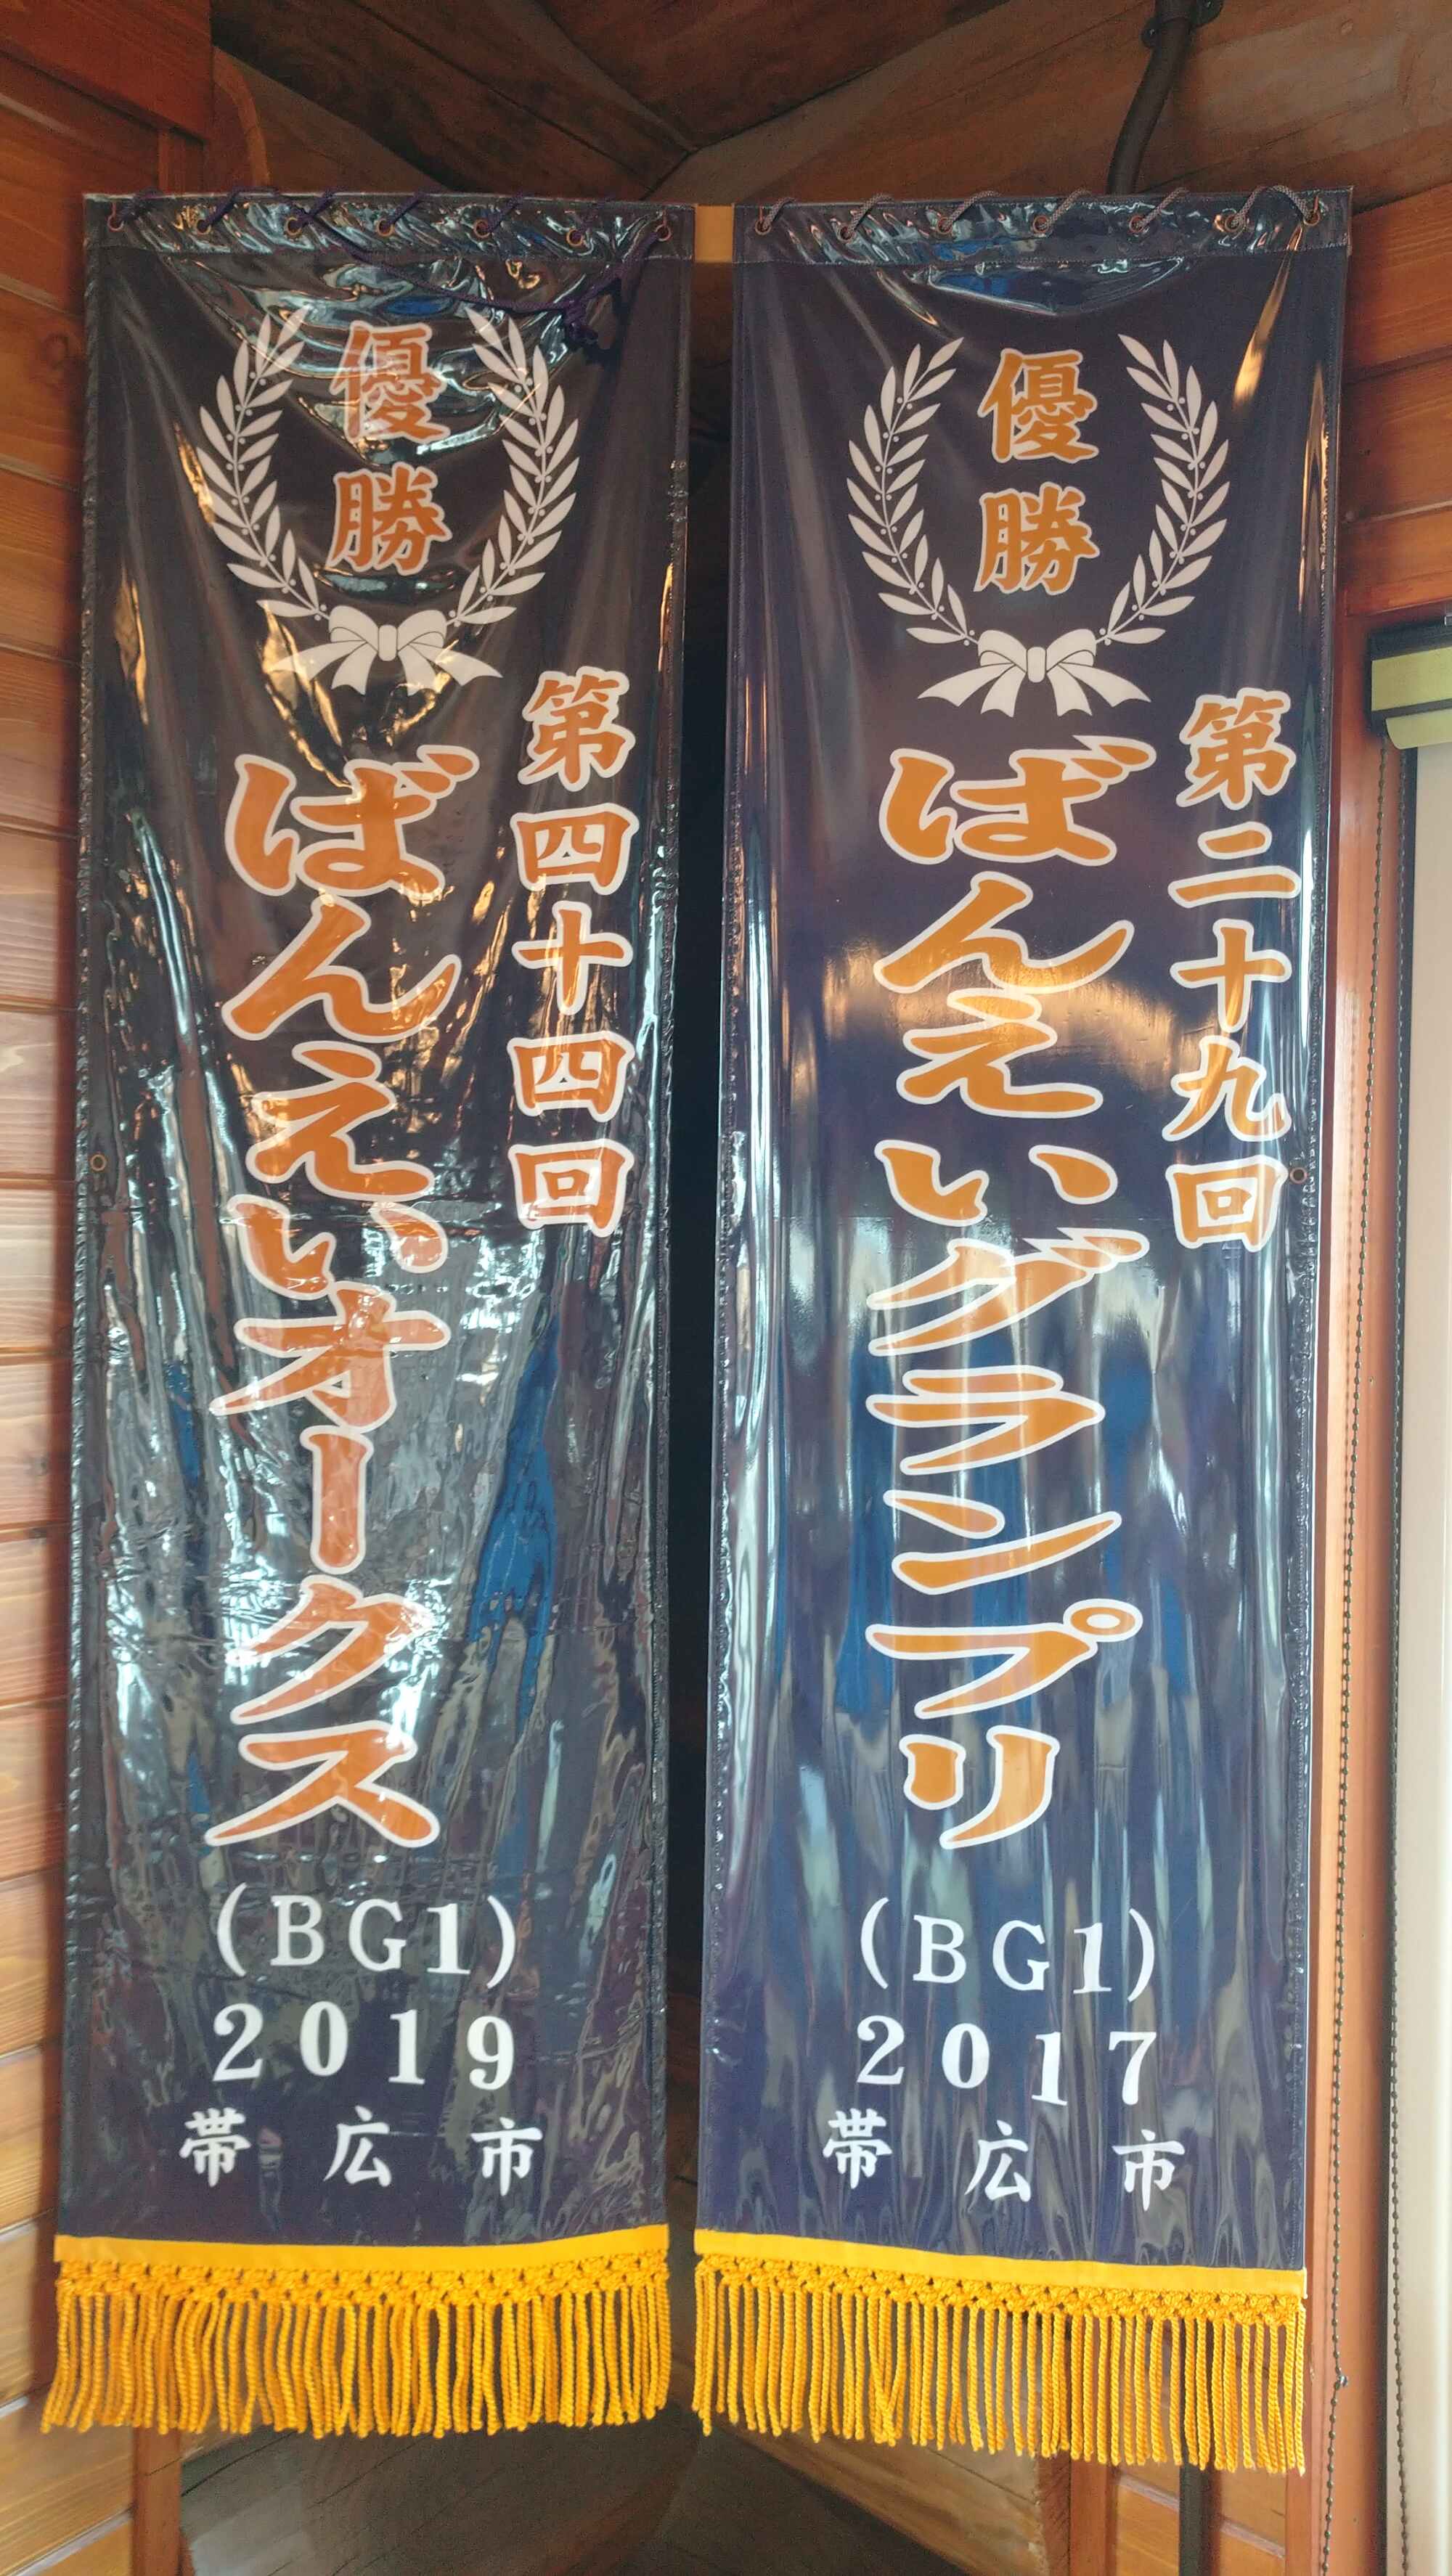 優勝
第四十四回
ばんえいオークス
(BG1)
2019
帯広市
優勝
第二十九回
ばんえいグランプリ
(BG1)
2017
帯広市